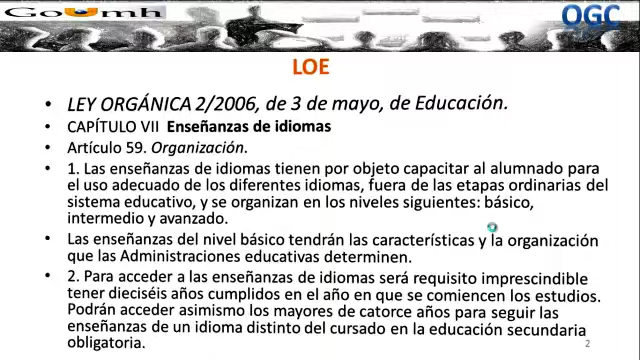 GOUmh
OGC
LOE
• LEY ORGÁNICA 2/2006, de 3 de mayo, de Educación.
• CAPÍTULO VII Enseñanzas de idiomas
• Artículo 59. Organización.
• 1. Las enseñanzas de idiomas tienen por objeto capacitar al alumnado para
el uso adecuado de los diferentes idiomas, fuera de las etapas ordinarias del
sistema educativo, y se organizan en los niveles siguientes: básico,
intermedio y avanzado.
• Las enseñanzas del nivel básico tendrán las características y la organización
que las Administraciones educativas determinen.
• 2. Para acceder a las enseñanzas de idiomas será requisito imprescindible
tener dieciséis años cumplidos en el año en que se comiencen los estudios.
Podrán acceder asimismo los mayores de catorce años para seguir las
enseñanzas de un idioma distinto del cursado en la educación secundaria
obligatoria.
2